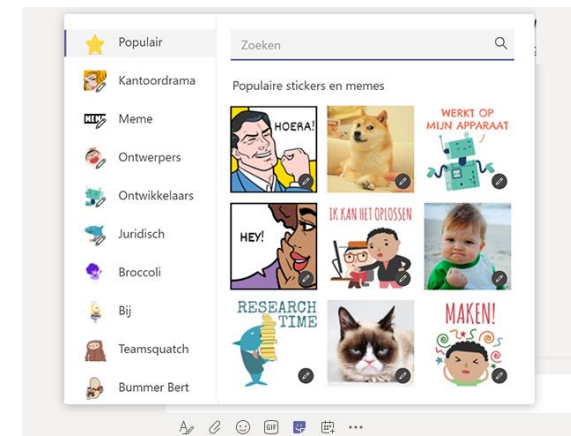 Populair
Zoeken
Kantoordrama
Populaire stickers en memes
MEME
Meme
HOERA!
WERKT OP
MIJN APPARAAT
Ontwerpers
Ontwikkelaars
Juridisch
HEY!
IK KAN HET OPLOSSEN
Broccoli
Bij
RESEARCH
TIME
MAKEN!
Teamsquatch
Bummer Bert
GIF